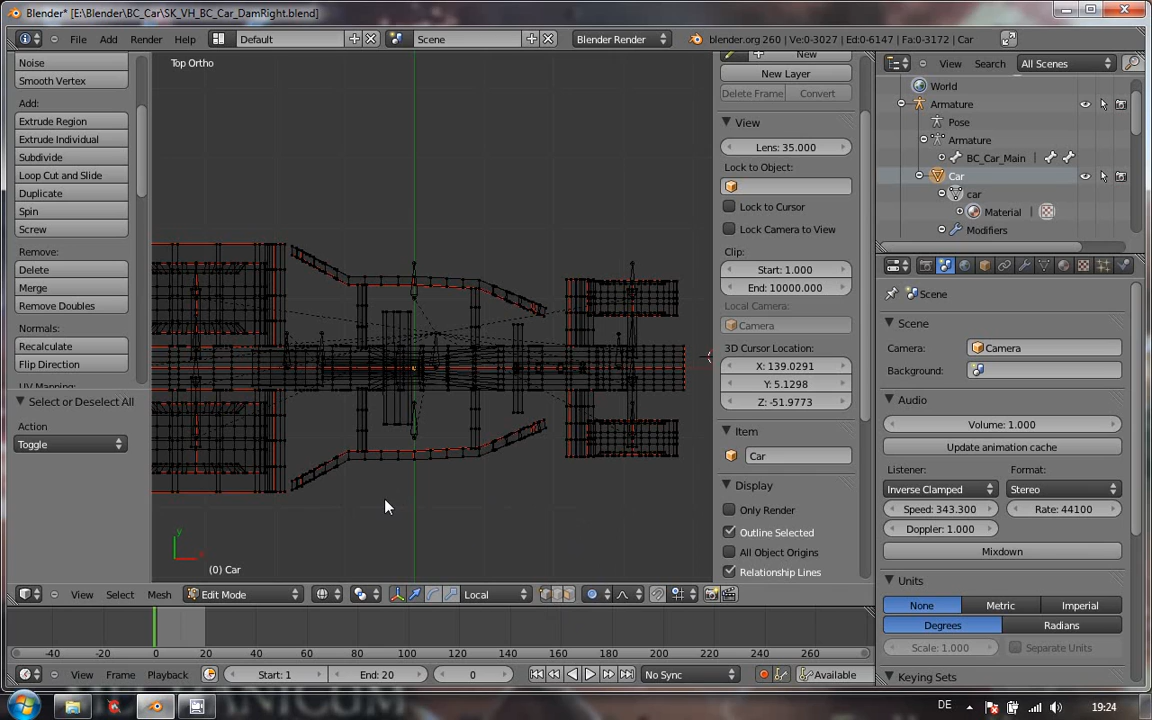 Blender* [E:\Blender\BC_Car\SK_VH_BC_Car_DamRight.blend]
File Add Render Help Default Scene Blender Render blender.org 260 | Ve:0-3027 | Ed:0-6147 | Fa:0-3172 | Car
Noise
Smooth Vertex
Add:
Extrude Region
Extrude Individual
Subdivide
Loop Cut and Slide
Duplicate
Spin
Screw
Remove:
Delete
Merge
Remove Doubles
Normals:
Recalculate
Flip Direction
UV Mapping:
Select or Deselect All
Action
Toggle
Top Ortho
y
x
(0) Car
View Select Mesh Edit Mode Local
New
New Layer
Delete Frame Convert
View
Lens: 35.000
Lock to Object:
Lock to Cursor
Lock Camera to View
Clip:
Start: 1.000
End: 10000.000
Local Camera:
Camera
3D Cursor Location:
X: 139.0291
Y: 5.1298
Z: -51.9773
Item
Car
Display
Only Render
Outline Selected
All Object Origins
Relationship Lines
View Search All Scenes
World
Armature
Pose
Armature
BC_Car_Main
Car
car
Material
Modifiers
Scene
Scene
Camera: Camera
Background:
Audio
Volume: 1.000
Update animation cache
Listener: Format:
Inverse Clamped Stereo
Speed: 343.300 Rate: 44100
Doppler: 1.000
Mixdown
Units
None Metric Imperial
Degrees Radians
Scale: 1.000 Separate Units
Keying Sets
-40 -20 0 20 40 60 80 100 120 140 160 180 200 220 240 260
View Frame Playback Start: 1 End: 20 0 No Sync Available
DE 19:24